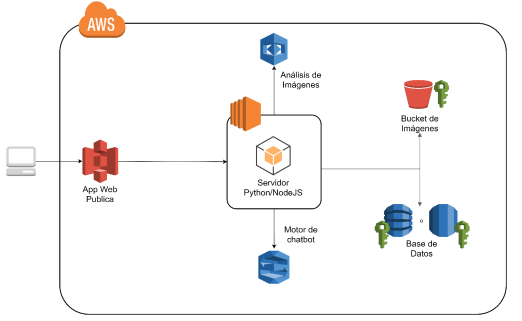 AWS
Análisis de
Imágenes
Bucket de
Imágenes
App Web
Publica
Servidor
Python/NodeJS
Motor de
chatbot
o
Base de
Datos